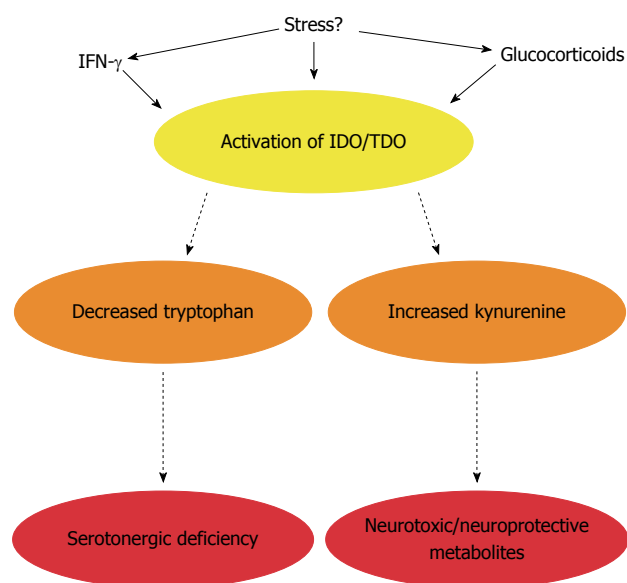 Stress?
IFN-γ
Glucocorticoids
Activation of IDO/TDO
Decreased tryptophan
Increased kynurenine
Serotonergic deficiency
Neurotoxic/neuroprotective
metabolites